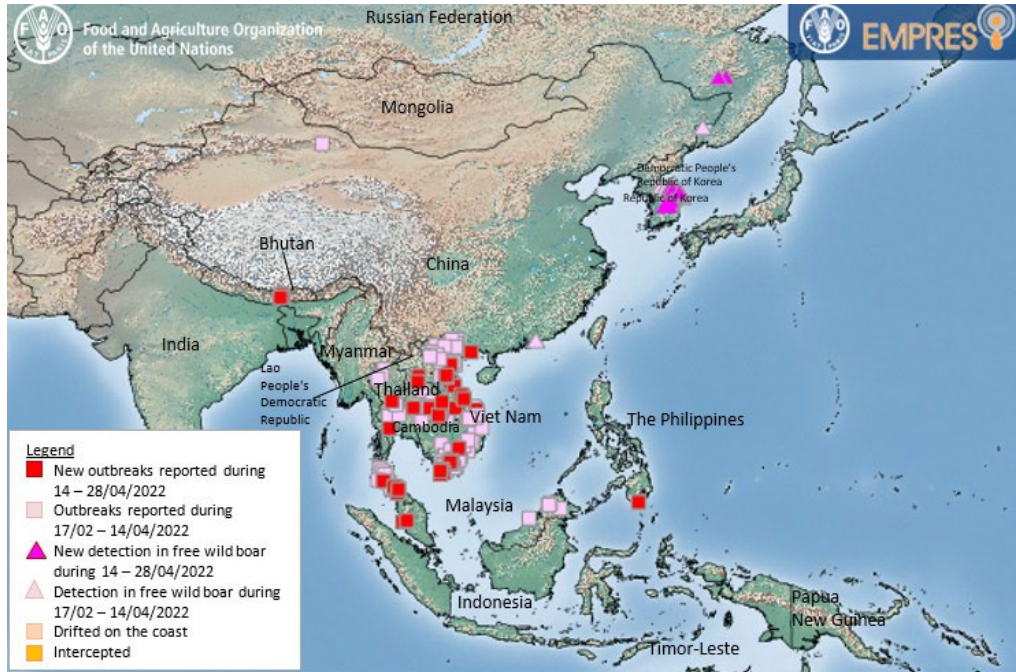 Food and Agriculture Organization
of the United Nations
FAO
FIAT PANIS
EMPRES
Russian Federation
Mongolia
Democratic People's
Republic of Korea
Republic of Korea
Bhutan
China
India
Myanmar
Lao
People's
Democratic
Republic
Thailand
Viet Nam
Cambodia
The Philippines
Malaysia
Indonesia
Papua
New Guinea
Timor-Leste
Legend
New outbreaks reported during
14 – 28/04/2022
Outbreaks reported during
17/02 – 14/04/2022
New detection in free wild boar
during 14 – 28/04/2022
Detection in free wild boar during
17/02 – 14/04/2022
Drifted on the coast
Intercepted